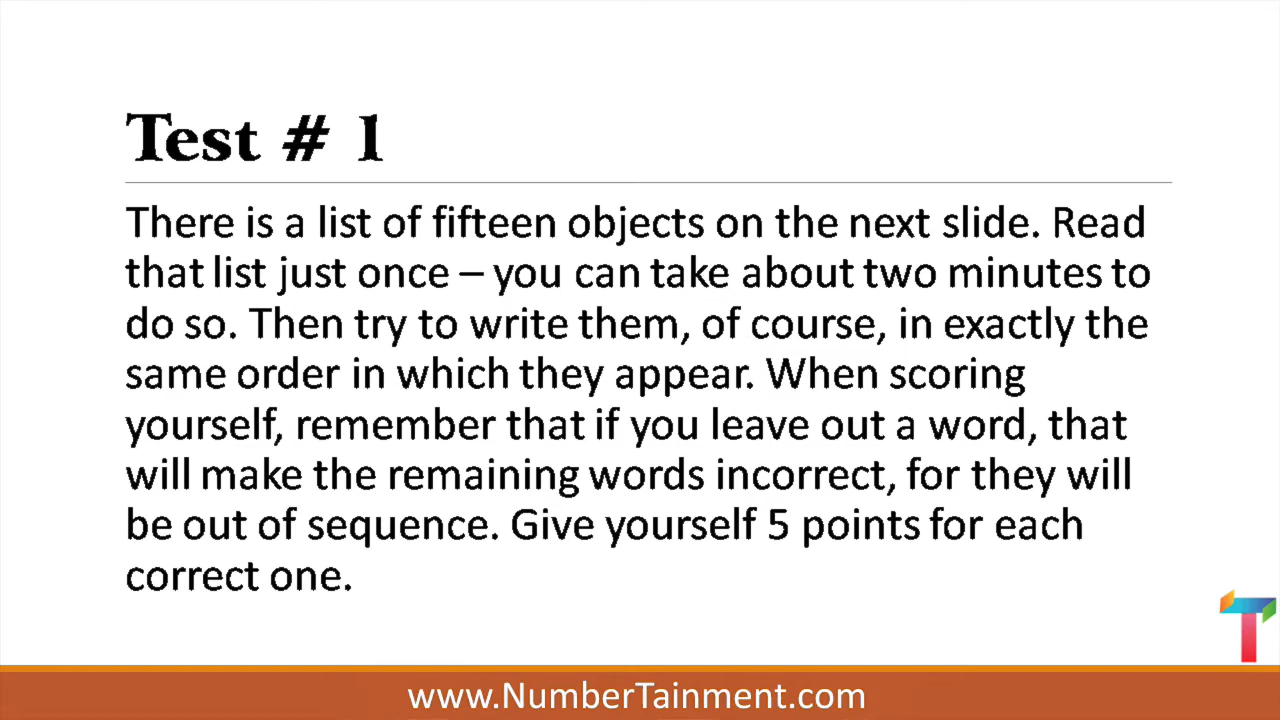 Test # 1
There is a list of fifteen objects on the next slide. Read
that list just once – you can take about two minutes to
do so. Then try to write them, of course, in exactly the
same order in which they appear. When scoring
yourself, remember that if you leave out a word, that
will make the remaining words incorrect, for they will
be out of sequence. Give yourself 5 points for each
correct one.
www.NumberTainment.com